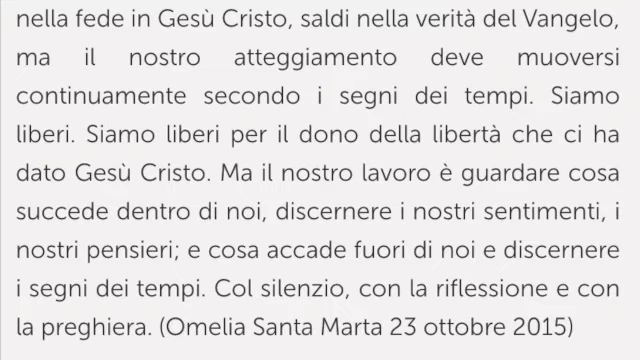 nella fede in Gesù Cristo, saldi nella verità del Vangelo,
ma il nostro atteggiamento deve muoversi
continuamente secondo i segni dei tempi. Siamo
liberi. Siamo liberi per il dono della libertà che ci ha
dato Gesù Cristo. Ma il nostro lavoro è guardare cosa
succede dentro di noi, discernere i nostri sentimenti, i
nostri pensieri; e cosa accade fuori di noi e discernere
i segni dei tempi. Col silenzio, con la riflessione e con
la preghiera. (Omelia Santa Marta 23 ottobre 2015)